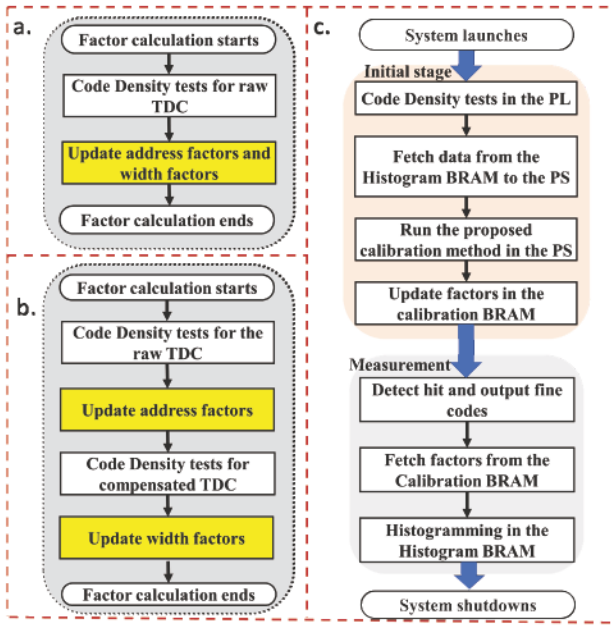 a.
Factor calculation starts
Code Density tests for raw
TDC
Update address factors and
width factors
Factor calculation ends
b.
Factor calculation starts
Code Density tests for the
raw TDC
Update address factors
Code Density tests for
compensated TDC
Update width factors
Factor calculation ends
c.
System launches
Initial stage
Code Density tests in the PL
Fetch data from the
Histogram BRAM to the PS
Run the proposed
calibration method in the PS
Update factors in the
calibration BRAM
Measurement
Detect hit and output fine
codes
Fetch factors from the
Calibration BRAM
Histogramming in the
Histogram BRAM
System shutdowns